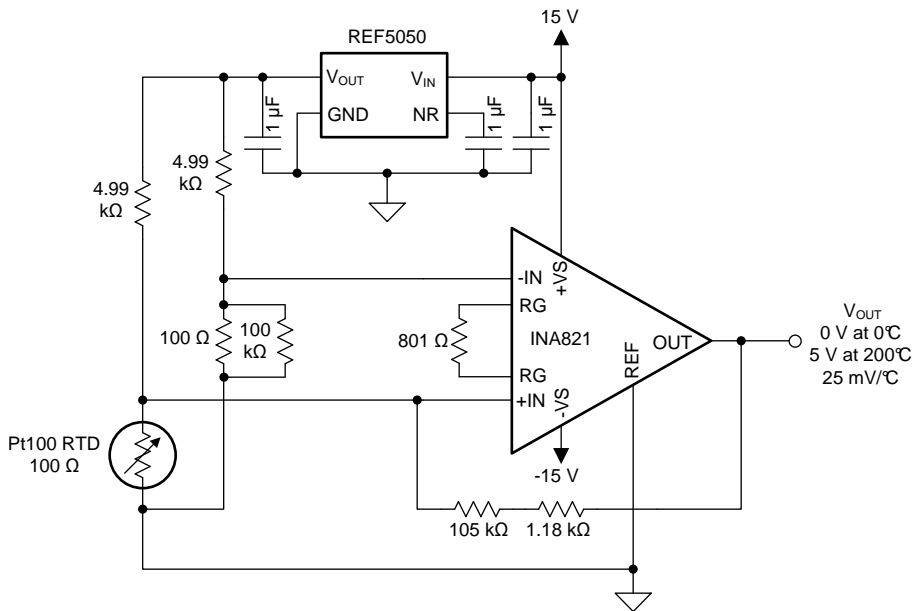 15 V
REF5050
VOUT
VIN
GND
NR
1 µF
1 µF
1 µF
4.99
kΩ
4.99
kΩ
-IN
+VS
RG
100 Ω
100
kΩ
801 Ω
INA821
OUT
REF
RG
+IN
-VS
VOUT
0 V at 0°C
5 V at 200°C
25 mV/°C
Pt100 RTD
100 Ω
-15 V
105 kΩ
1.18 kΩ